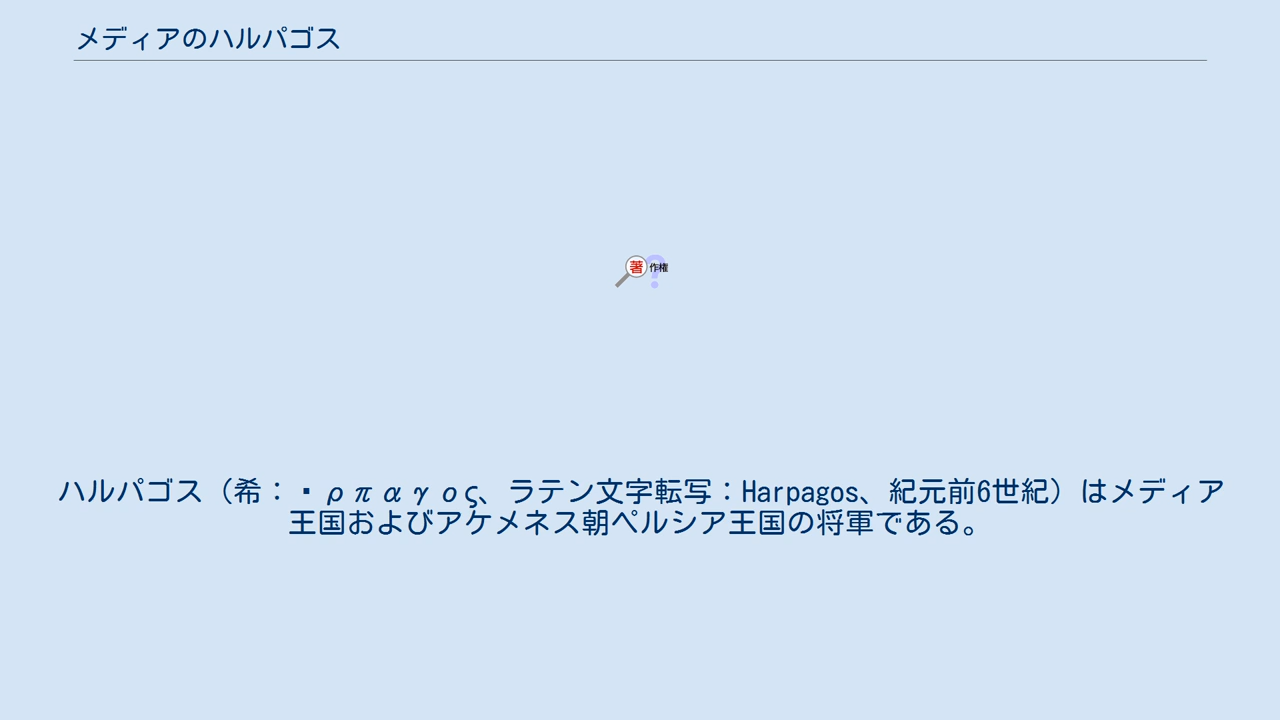 メディアのハルパゴス
著作権
ハルパゴス（希：▪ρπαγος、ラテン文字転写：Harpagos、紀元前6世紀）はメディア
王国およびアケメネス朝ペルシア王国の将軍である。